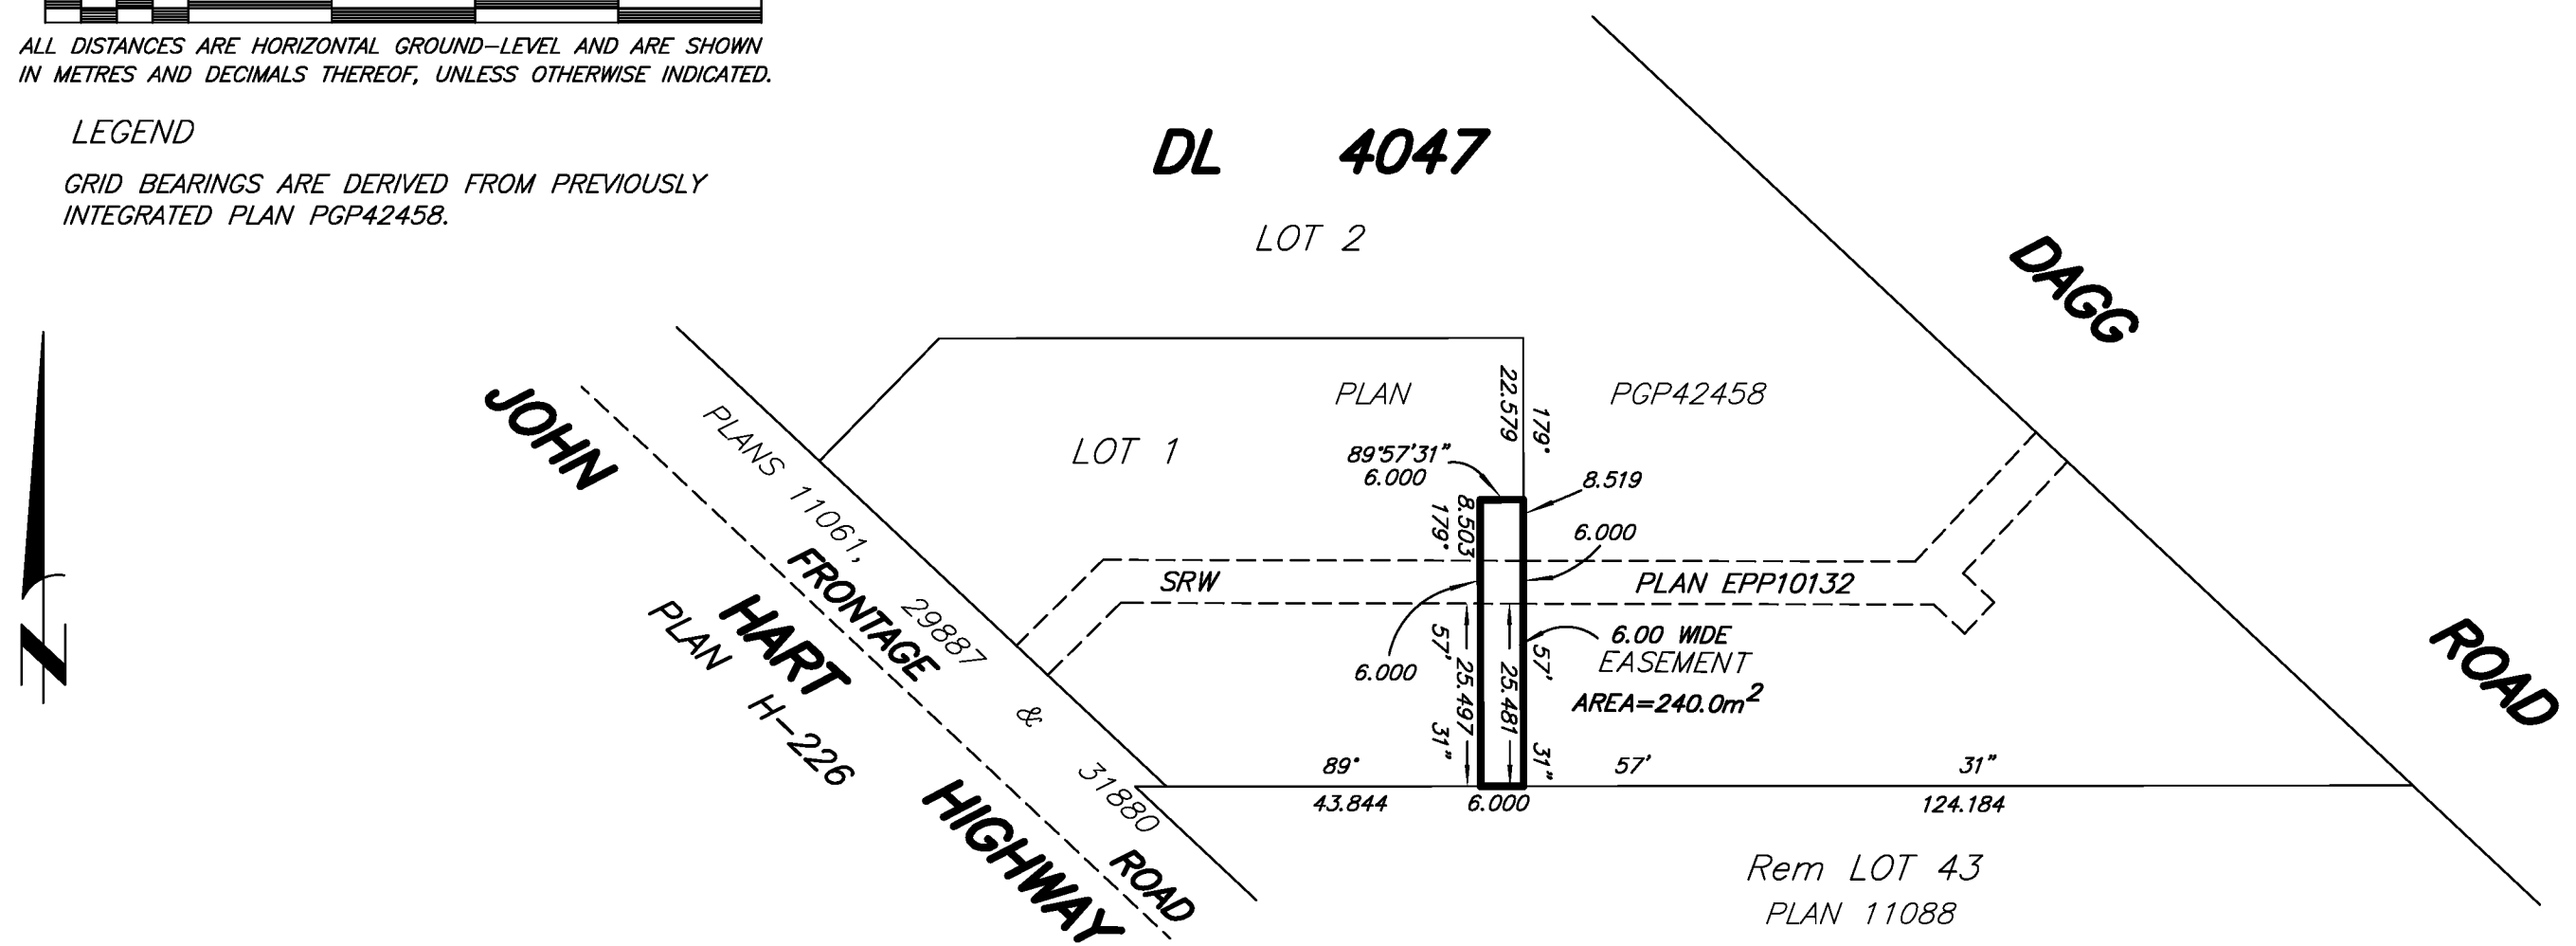 ALL DISTANCES ARE HORIZONTAL GROUND-LEVEL AND ARE SHOWN
IN METRES AND DECIMALS THEREOF, UNLESS OTHERWISE INDICATED.
LEGEND
GRID BEARINGS ARE DERIVED FROM PREVIOUSLY
INTEGRATED PLAN PGP42458.
DL 4047
LOT 2
DAGG
ROAD
JOHN
HART
HIGHWAY
PLANS 11061,
29887
&
31880
FRONTAGE
ROAD
PLAN H-226
PLAN PGP42458
LOT 1
22.579
179°
89°57'31"
6.000
8.519
8.503
179°
6.000
SRW
PLAN EPP10132
6.000
57'
25.497
31"
25.481
57'
31"
6.00 WIDE
EASEMENT
AREA=240.0m²
89° 57' 31"
43.844 6.000 124.184
Rem LOT 43
PLAN 11088
N